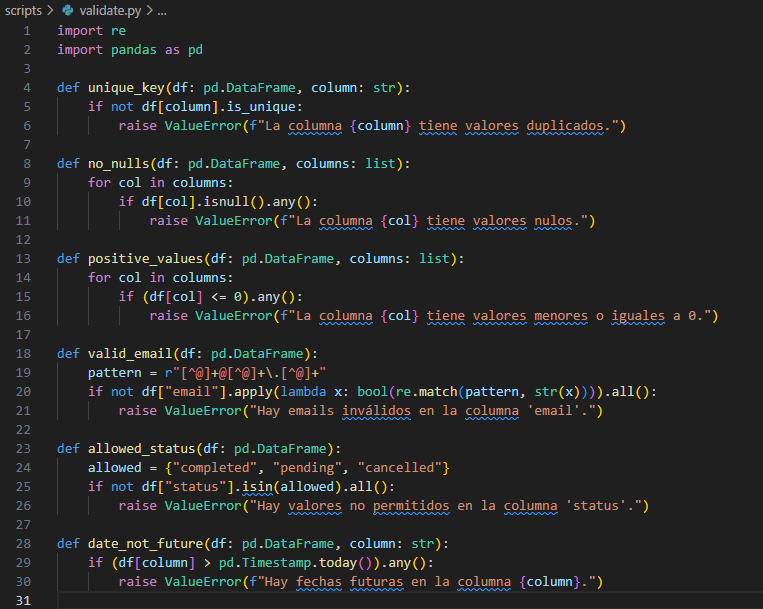 scripts > validate.py > ...
1 import re
2 import pandas as pd
3
4 def unique_key(df: pd.DataFrame, column: str):
5     if not df[column].is_unique:
6         raise ValueError(f"La columna {column} tiene valores duplicados.")
7
8 def no_nulls(df: pd.DataFrame, columns: list):
9     for col in columns:
10         if df[col].isnull().any():
11             raise ValueError(f"La columna {col} tiene valores nulos.")
12
13 def positive_values(df: pd.DataFrame, columns: list):
14     for col in columns:
15         if (df[col] <= 0).any():
16             raise ValueError(f"La columna {col} tiene valores menores o iguales a 0.")
17
18 def valid_email(df: pd.DataFrame):
19     pattern = r"[^@]+@[^@]+\.[^@]+"
20     if not df["email"].apply(lambda x: bool(re.match(pattern, str(x)))).all():
21         raise ValueError("Hay emails inválidos en la columna 'email'.")
22
23 def allowed_status(df: pd.DataFrame):
24     allowed = {"completed", "pending", "cancelled"}
25     if not df["status"].isin(allowed).all():
26         raise ValueError("Hay valores no permitidos en la columna 'status'.")
27
28 def date_not_future(df: pd.DataFrame, column: str):
29     if (df[column] > pd.Timestamp.today()).any():
30         raise ValueError(f"Hay fechas futuras en la columna {column}.")
31